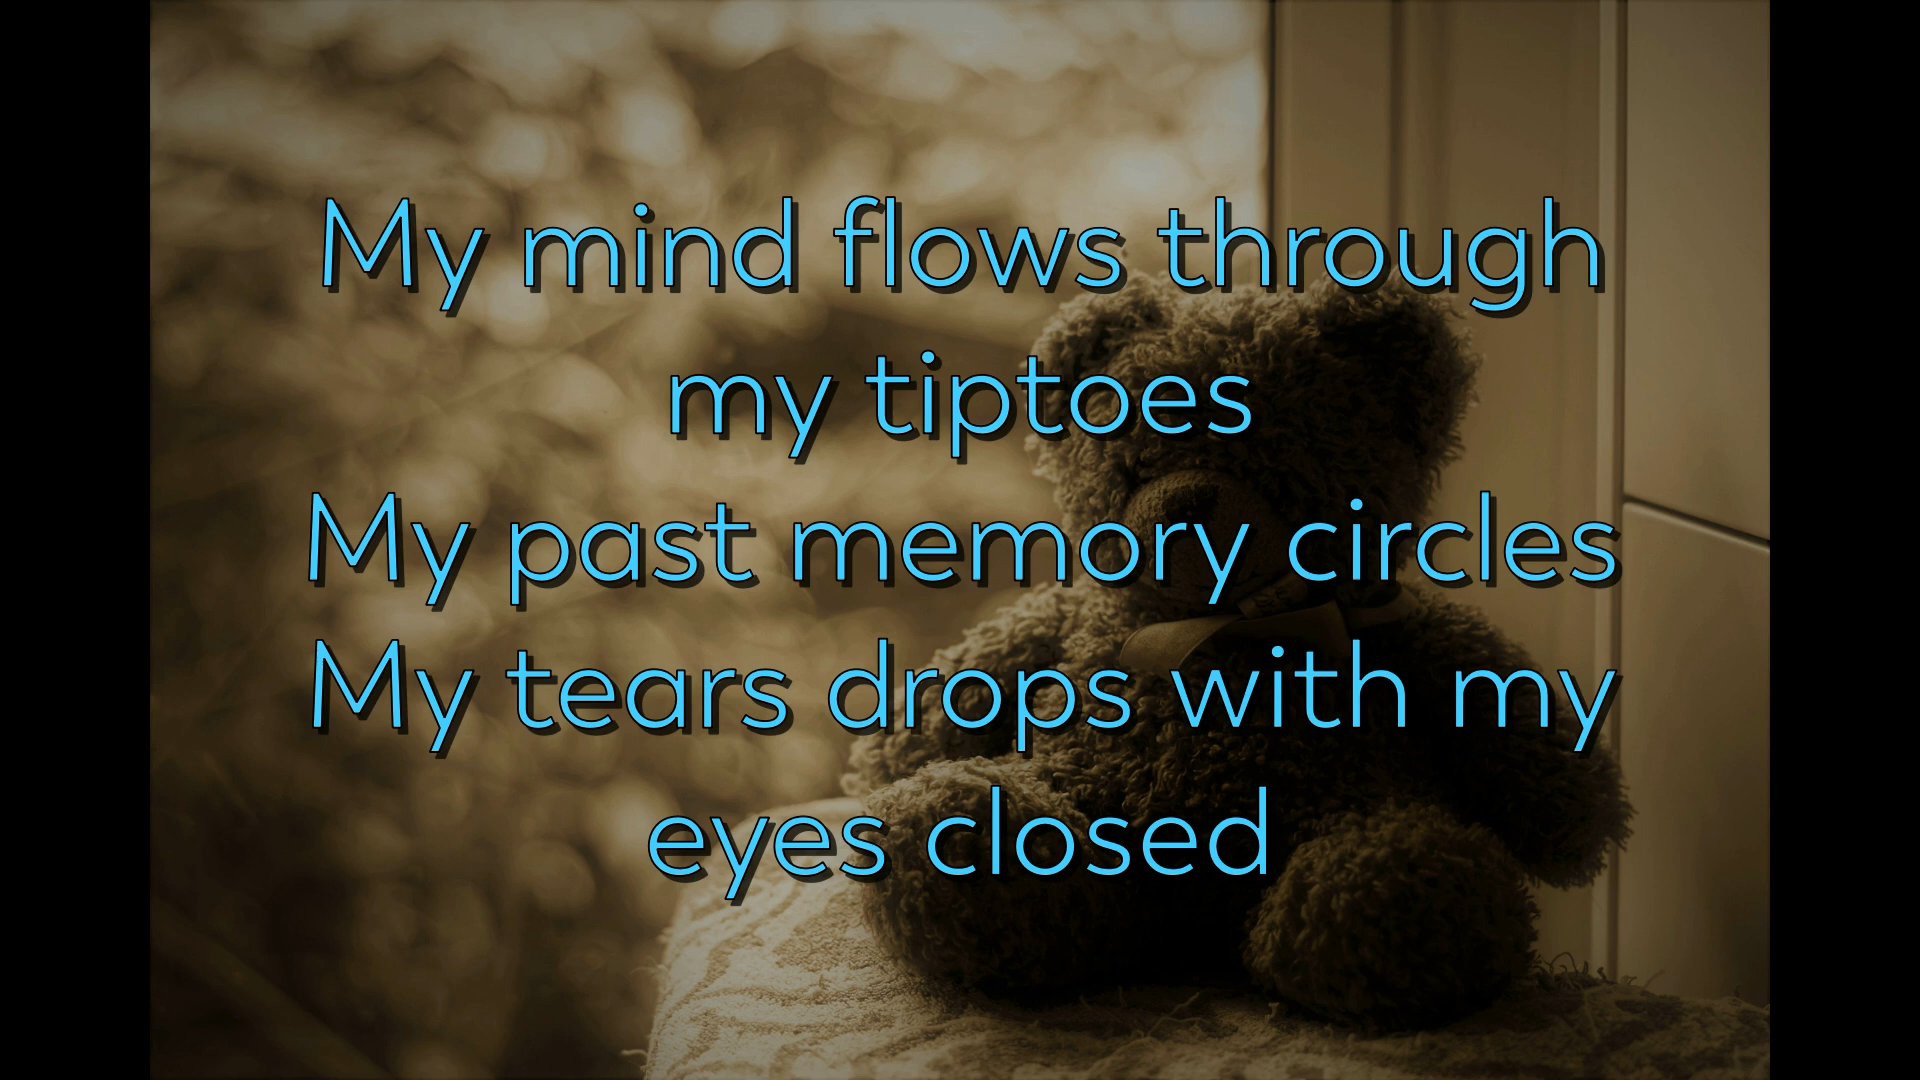 My mind flows through
my tiptoes
My past memory circles
My tears drops with my
eyes closed